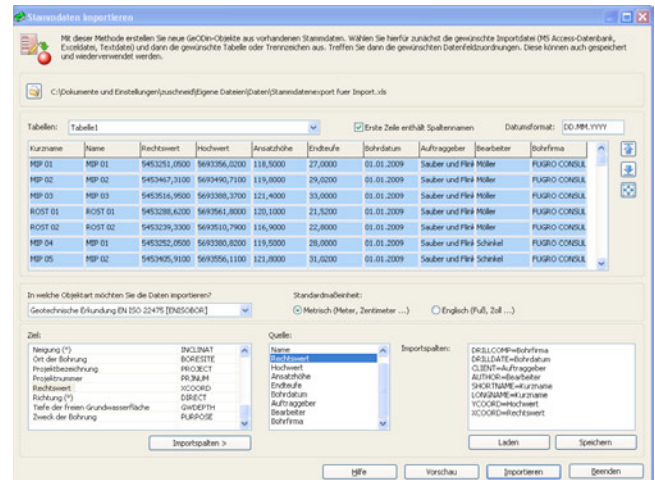 Stammdaten importieren
Mit dieser Methode erstellen Sie neue GeODin-Objekte aus vorhandenen Stammdaten. Wählen Sie hierfür zunächst die gewünschte Importdatei (MS Access-Datenbank,
Exceldatei, Textdatei) und dann die gewünschte Tabelle oder Trennzeichen aus. Treffen Sie dann die gewünschten Datenfeldzuordnungen. Diese können auch gespeichert
und wiederverwendet werden.
C:\Dokumente und Einstellungen\zuschneid\Eigene Dateien\Daten\Stammdatenexport fuer Import.xls
Tabellen: Tabelle1 Erste Zeile enthält Spaltennamen Datumsformat: DD.MM.YYYY
Kurzname Name Rechtswert Hochwert Ansatzhöhe Endteufe Bohrdatum Auftraggeber Bearbeiter Bohrfirma
MIP 01 MIP 01 5453251,0500 5693356,0200 118,5000 27,0000 01.01.2009 Sauber und Flink Möller FUGRO CONSUL
MIP 02 MIP 02 5453467,3100 5693490,7100 119,8000 29,0200 01.01.2009 Sauber und Flink Möller FUGRO CONSUL
MIP 03 MIP 03 5453516,9500 5693388,3700 121,4000 33,0000 01.01.2009 Sauber und Flink Möller FUGRO CONSUL
ROST 01 ROST 01 5453288,6200 5693561,8000 120,1000 21,5200 01.01.2009 Sauber und Flink Möller FUGRO CONSUL
ROST 02 ROST 02 5453239,3300 5693510,7900 116,9000 22,8000 01.01.2009 Sauber und Flink Möller FUGRO CONSUL
MIP 04 MIP 01 5453252,0500 5693380,8200 119,5000 28,0000 01.01.2009 Sauber und Flink Schinkel FUGRO CONSUL
MIP 05 MIP 02 5453405,9100 5693556,1100 121,8000 31,0200 01.01.2009 Sauber und Flink Schinkel FUGRO CONSUL
In welche Objektart möchten Sie die Daten importieren? Standardmaßeinheit:
Geotechnische Erkundung EN ISO 22475 [ENISOBOR] Metrisch (Meter, Zentimeter ...) Englisch (Fuß, Zoll ...)
Ziel: Quelle: Importspalten:
Neigung (°) INCLINAT
Ort der Bohrung BORESITE
Projektbezeichnung PROJECT
Projektnummer PRJNUM
Rechtswert XCOORD
Richtung (°) DIRECT
Tiefe der freien Grundwasserfläche GWDEPTH
Zweck der Bohrung PURPOSE
Name
Rechtswert
Hochwert
Ansatzhöhe
Endteufe
Bohrdatum
Auftraggeber
Bearbeiter
Bohrfirma
DRILLCOMP=Bohrfirma
DRILLDATE=Bohrdatum
CLIENT=Auftraggeber
AUTHOR=Bearbeiter
SHORTNAME=Kurzname
LONGNAME=Kurzname
YCOORD=Hochwert
XCOORD=Rechtswert
Importspalten > Laden Speichern
Hilfe Vorschau Importieren Beenden